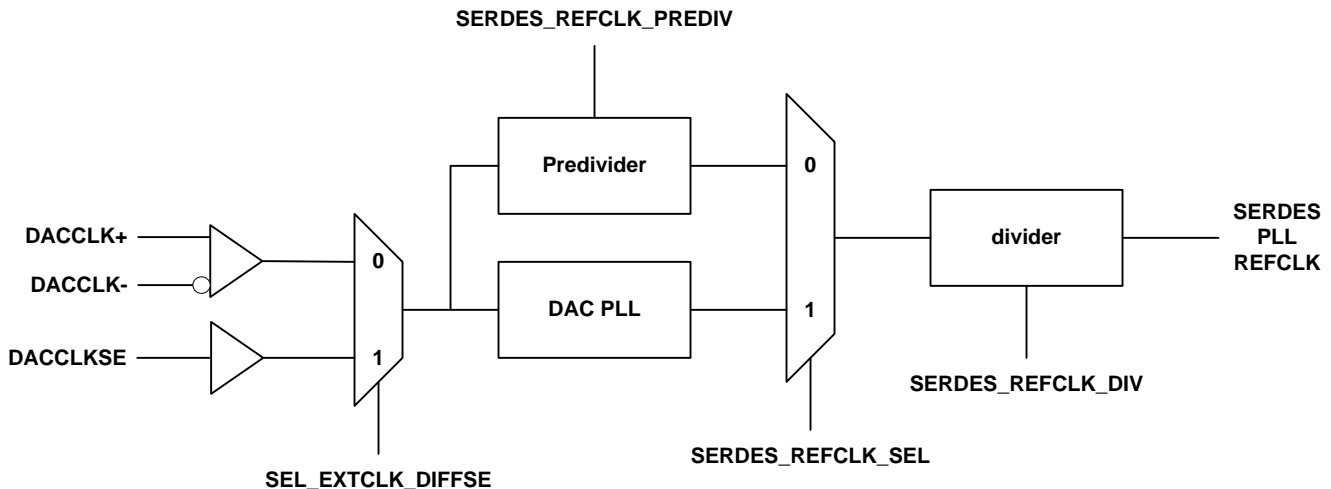 SERDES_REFCLK_PREDIV
Predivider
0
DACCLK+
DACCLK-
0
DACCLKSE
1
DAC PLL
1
divider
SERDES
PLL
REFCLK
SERDES_REFCLK_DIV
SERDES_REFCLK_SEL
SEL_EXTCLK_DIFFSE